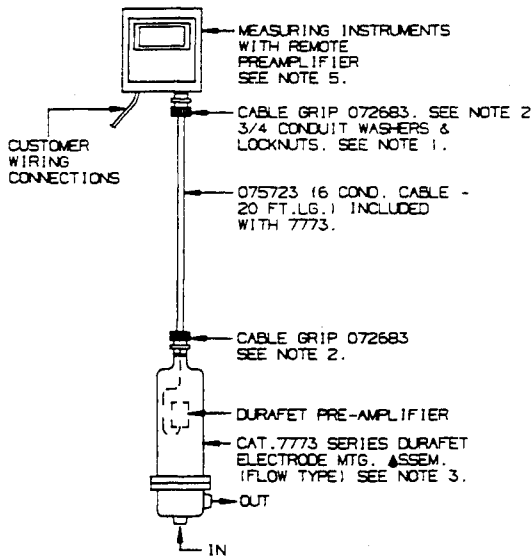 MEASURING INSTRUMENTS
WITH REMOTE
PREAMPLIFIER
SEE NOTE 5.
CABLE GRIP 072683. SEE NOTE 2
3/4 CONDUIT WASHERS &
LOCKNUTS. SEE NOTE 1.
CUSTOMER
WIRING
CONNECTIONS
075723 (6 COND. CABLE -
20 FT.LG.) INCLUDED
WITH 7773.
CABLE GRIP 072683
SEE NOTE 2.
DURAFET PRE-AMPLIFIER
CAT.7773 SERIES DURAFET
ELECTRODE MTG. ASSEM.
(FLOW TYPE) SEE NOTE 3.
OUT
IN